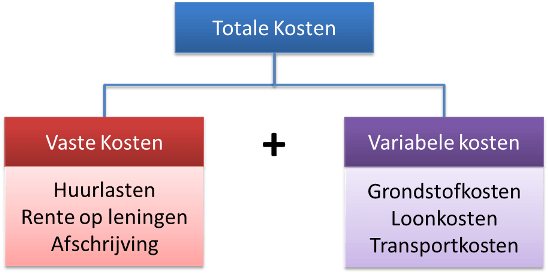 Totale Kosten
Vaste Kosten
+
Variabele kosten
Huurlasten
Rente op leningen
Afschrijving
Grondstofkosten
Loonkosten
Transportkosten